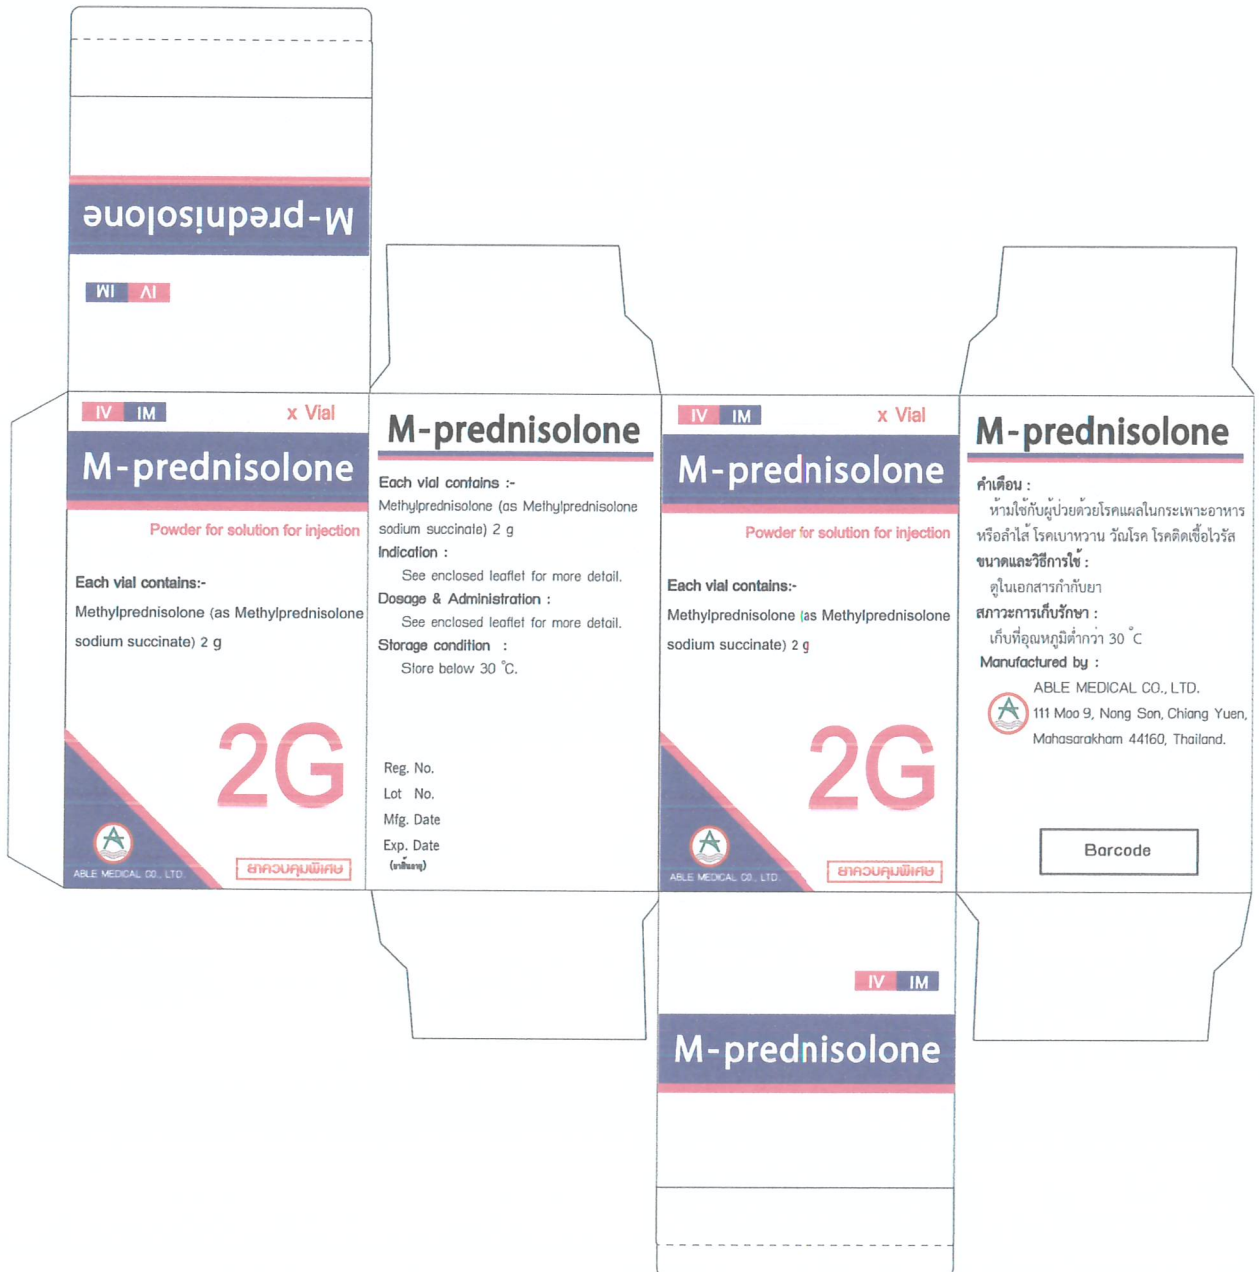 M-prednisolone
IV IM
IV IM
x Vial
M-prednisolone
Powder for solution for injection
Each vial contains:-
Methylprednisolone (as Methylprednisolone
sodium succinate) 2 g
2G
ABLE MEDICAL CO., LTD.
ยาควบคุมพิเศษ
M-prednisolone
Each vial contains :-
Methylprednisolone (as Methylprednisolone
sodium succinate) 2 g
Indication :
See enclosed leaflet for more detail.
Dosage & Administration :
See enclosed leaflet for more detail.
Storage condition :
Store below 30 °C.
Reg. No.
Lot No.
Mfg. Date
Exp. Date
(ยาสิ้นอายุ)
IV IM
x Vial
M-prednisolone
Powder for solution for injection
Each vial contains:-
Methylprednisolone (as Methylprednisolone
sodium succinate) 2 g
2G
ABLE MEDICAL CO., LTD.
ยาควบคุมพิเศษ
M-prednisolone
คำเตือน :
ห้ามใช้กับผู้ป่วยด้วยโรคแผลในกระเพาะอาหาร
หรือลำไส้ โรคเบาหวาน วัณโรค โรคติดเชื้อไวรัส
ขนาดและวิธีการใช้ :
ดูในเอกสารกำกับยา
สภาวะการเก็บรักษา :
เก็บที่อุณหภูมิต่ำกว่า 30 °C
Manufactured by :
ABLE MEDICAL CO., LTD.
111 Moo 9, Nong Son, Chiang Yuen,
Mahasarakham 44160, Thailand.
Barcode
IV IM
M-prednisolone